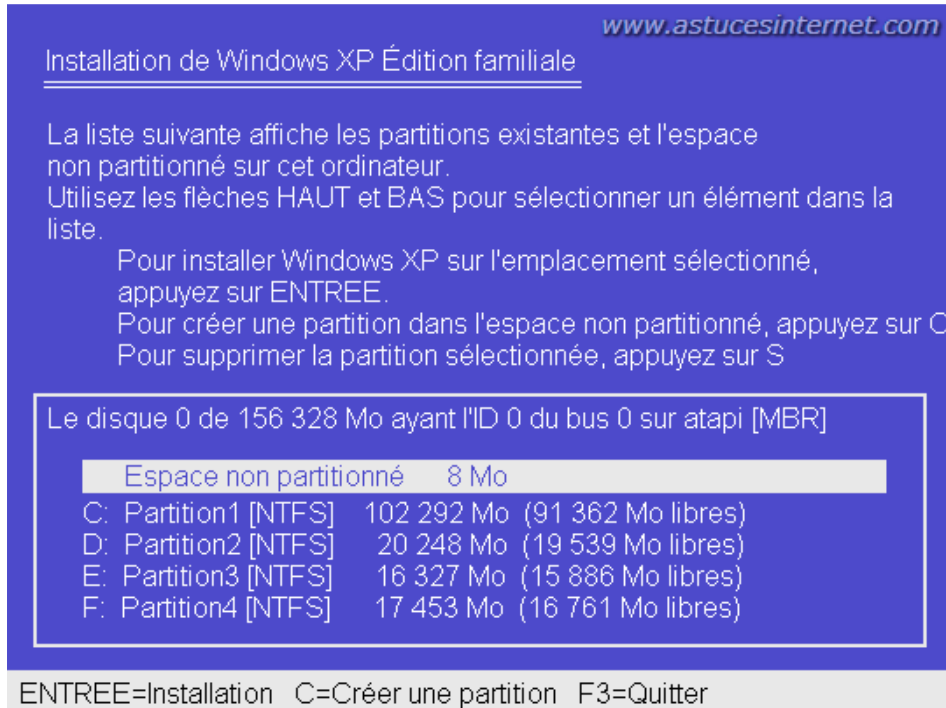 www.astucesinternet.com
Installation de Windows XP Édition familiale
La liste suivante affiche les partitions existantes et l'espace
non partitionné sur cet ordinateur.
Utilisez les flèches HAUT et BAS pour sélectionner un élément dans la
liste.
Pour installer Windows XP sur l'emplacement sélectionné,
appuyez sur ENTREE.
Pour créer une partition dans l'espace non partitionné, appuyez sur C
Pour supprimer la partition sélectionnée, appuyez sur S
Le disque 0 de 156 328 Mo ayant l'ID 0 du bus 0 sur atapi [MBR]
Espace non partitionné 8 Mo
C: Partition1 [NTFS] 102 292 Mo (91 362 Mo libres)
D: Partition2 [NTFS] 20 248 Mo (19 539 Mo libres)
E: Partition3 [NTFS] 16 327 Mo (15 886 Mo libres)
F: Partition4 [NTFS] 17 453 Mo (16 761 Mo libres)
ENTREE=Installation C=Créer une partition F3=Quitter